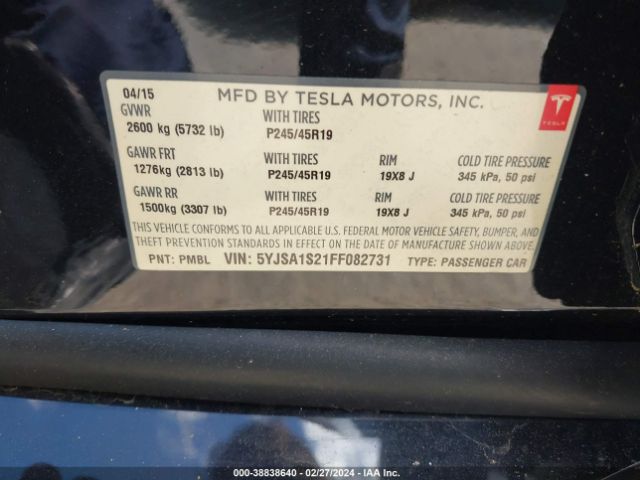 04/15
MFD BY TESLA MOTORS, INC.
TESLA
GVWR
WITH TIRES
2600 kg (5732 lb)
P245/45R19
GAWR FRT
WITH TIRES
RIM
COLD TIRE PRESSURE
1276kg (2813 lb)
P245/45R19
19X8 J
345 kPa, 50 psi
GAWR RR
WITH TIRES
RIM
COLD TIRE PRESSURE
1500kg (3307 lb)
P245/45R19
19X8 J
345 kPa, 50 psi
THIS VEHICLE CONFORMS TO ALL APPLICABLE U.S. FEDERAL MOTOR VEHICLE SAFETY, BUMPER, AND
THEFT PREVENTION STANDARDS IN EFFECT ON THE DATE OF MANUFACTURE SHOWN ABOVE.
PNT: PMBL VIN: 5YJSA1S21FF082731 TYPE: PASSENGER CAR
000-38838640 - 02/27/2024 - IAA Inc.